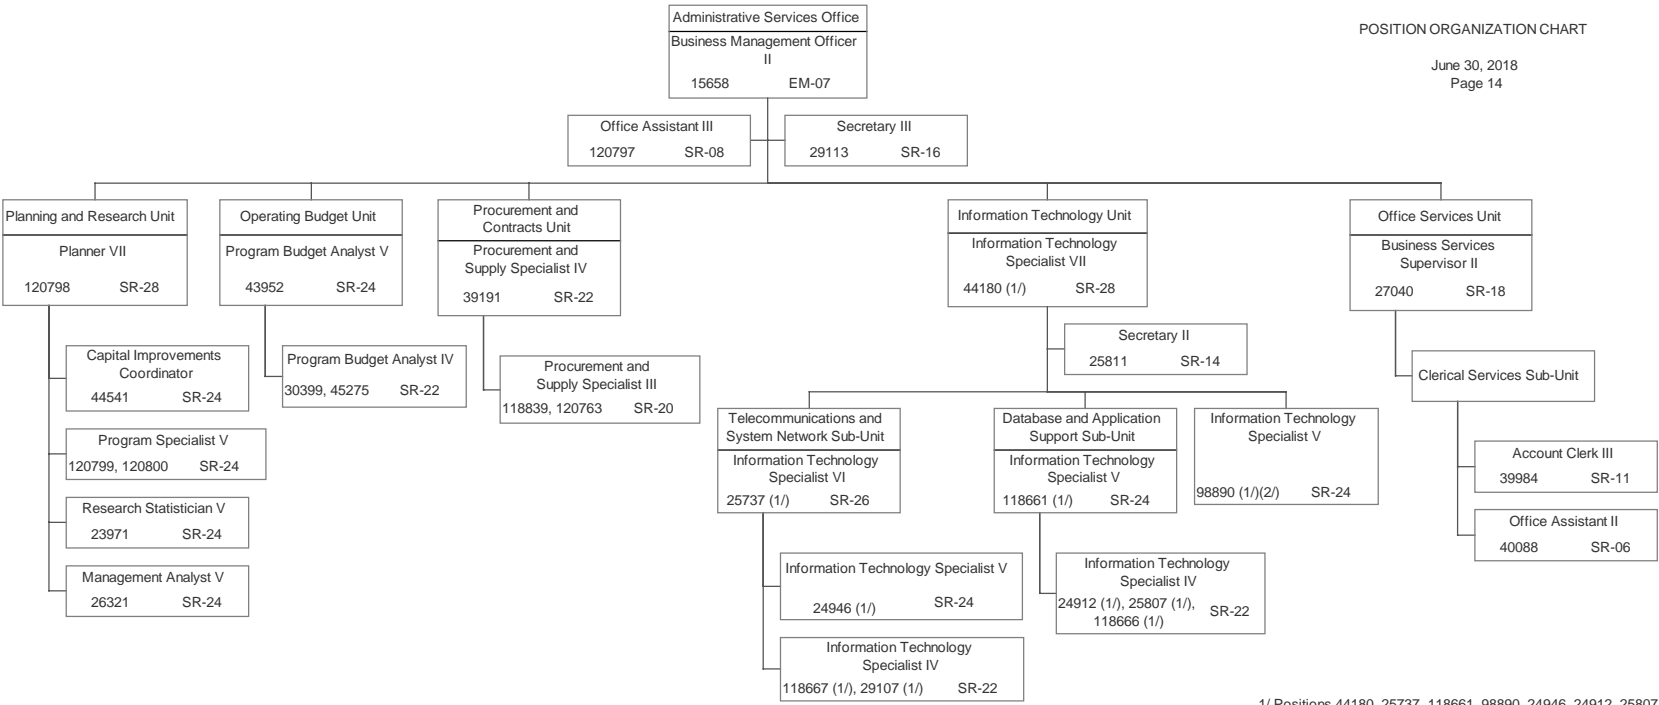 Administrative Services Office
Business Management Officer
II
15658 EM-07
POSITION ORGANIZATION CHART
June 30, 2018
Page 14
Office Assistant III
120797 SR-08
Secretary III
29113 SR-16
Planning and Research Unit
Planner VII
120798 SR-28
Operating Budget Unit
Program Budget Analyst V
43952 SR-24
Procurement and
Contracts Unit
Procurement and
Supply Specialist IV
39191 SR-22
Information Technology Unit
Information Technology
Specialist VII
44180 (1/) SR-28
Office Services Unit
Business Services
Supervisor II
27040 SR-18
Secretary II
25811 SR-14
Capital Improvements
Coordinator
44541 SR-24
Program Specialist V
120799, 120800 SR-24
Research Statistician V
23971 SR-24
Management Analyst V
26321 SR-24
Program Budget Analyst IV
30399, 45275 SR-22
Procurement and
Supply Specialist III
118839, 120763 SR-20
Telecommunications and
System Network Sub-Unit
Information Technology
Specialist VI
25737 (1/) SR-26
Database and Application
Support Sub-Unit
Information Technology
Specialist V
118661 (1/) SR-24
Information Technology
Specialist V
98890 (1/)(2/) SR-24
Clerical Services Sub-Unit
Account Clerk III
39984 SR-11
Office Assistant II
40088 SR-06
Information Technology Specialist V
24946 (1/) SR-24
Information Technology
Specialist IV
118667 (1/), 29107 (1/) SR-22
Information Technology
Specialist IV
24912 (1/), 25807 (1/),
118666 (1/)
SR-22
1/ Positions 44180, 25737, 118661, 98890, 24946, 24912, 25807